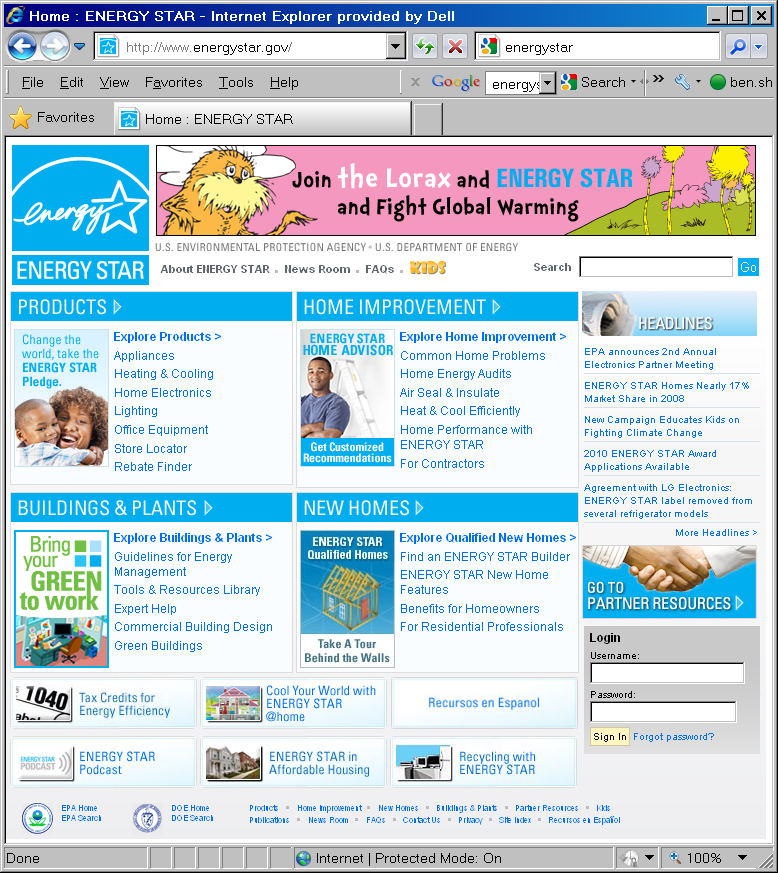 Home : ENERGY STAR - Internet Explorer provided by Dell
http://www.energystar.gov/
energystar
File Edit View Favorites Tools Help
x Google energys Search >> ben.sh
Favorites
Home : ENERGY STAR
energy
ENERGY STAR
Join the Lorax and ENERGY STAR
and Fight Global Warming
U.S. ENVIRONMENTAL PROTECTION AGENCY • U.S. DEPARTMENT OF ENERGY
About ENERGY STAR News Room FAQs KIDS
Search Go
PRODUCTS
Change the
world, take the
ENERGY STAR
Pledge.
Explore Products >
Appliances
Heating & Cooling
Home Electronics
Lighting
Office Equipment
Store Locator
Rebate Finder
HOME IMPROVEMENT
ENERGY STAR
HOME ADVISOR
Get Customized
Recommendations
Explore Home Improvement >
Common Home Problems
Home Energy Audits
Air Seal & Insulate
Heat & Cool Efficiently
Home Performance with
ENERGY STAR
For Contractors
HEADLINES
EPA announces 2nd Annual
Electronics Partner Meeting
ENERGY STAR Homes Nearly 17%
Market Share in 2008
New Campaign Educates Kids on
Fighting Climate Change
2010 ENERGY STAR Award
Applications Available
Agreement with LG Electronics:
ENERGY STAR label removed from
several refrigerator models
More Headlines >
BUILDINGS & PLANTS
Bring
your
GREEN
to work
Explore Buildings & Plants >
Guidelines for Energy
Management
Tools & Resources Library
Expert Help
Commercial Building Design
Green Buildings
NEW HOMES
ENERGY STAR
Qualified Homes
Take A Tour
Behind the Walls
Explore Qualified New Homes >
Find an ENERGY STAR Builder
ENERGY STAR New Home
Features
Benefits for Homeowners
For Residential Professionals
GO TO
PARTNER RESOURCES
Login
Username:
Password:
Sign In Forgot password?
1040
Tax Credits for
Energy Efficiency
Cool Your World with
ENERGY STAR
@home
Recursos en Espanol
ENERGY STAR
PODCAST
ENERGY STAR
Podcast
ENERGY STAR in
Affordable Housing
Recycling with
ENERGY STAR
EPA Home
EPA Search
DOE Home
DOE Search
Products Home Improvement New Homes Buildings & Plants Partner Resources Kids
Publications News Room FAQs Contact Us Privacy Site Index Recursos en Español
Done Internet | Protected Mode: On 100%